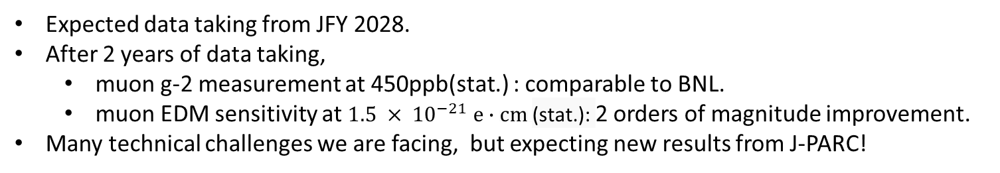 • Expected data taking from JFY 2028.
• After 2 years of data taking,
• muon g-2 measurement at 450ppb(stat.) : comparable to BNL.
• muon EDM sensitivity at 1.5 × 10⁻²¹ e · cm (stat.): 2 orders of magnitude improvement.
• Many technical challenges we are facing, but expecting new results from J-PARC!